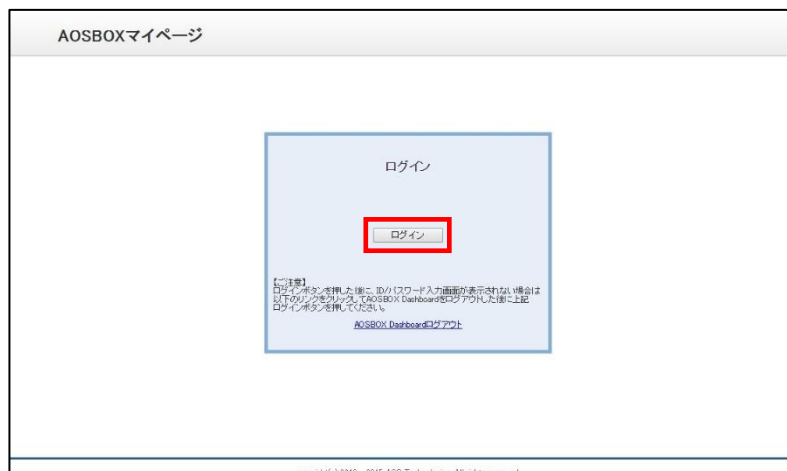 AOSBOXマイページ
ログイン
ログイン
【ご注意】
ログインボタンを押した後に、ID/パスワード入力画面が表示されない場合は
以下のリンクをクリックしてAOSBOX Dashboardをログアウトした後に上記
ログインボタンを押してください。
AOSBOX Dashboardログアウト